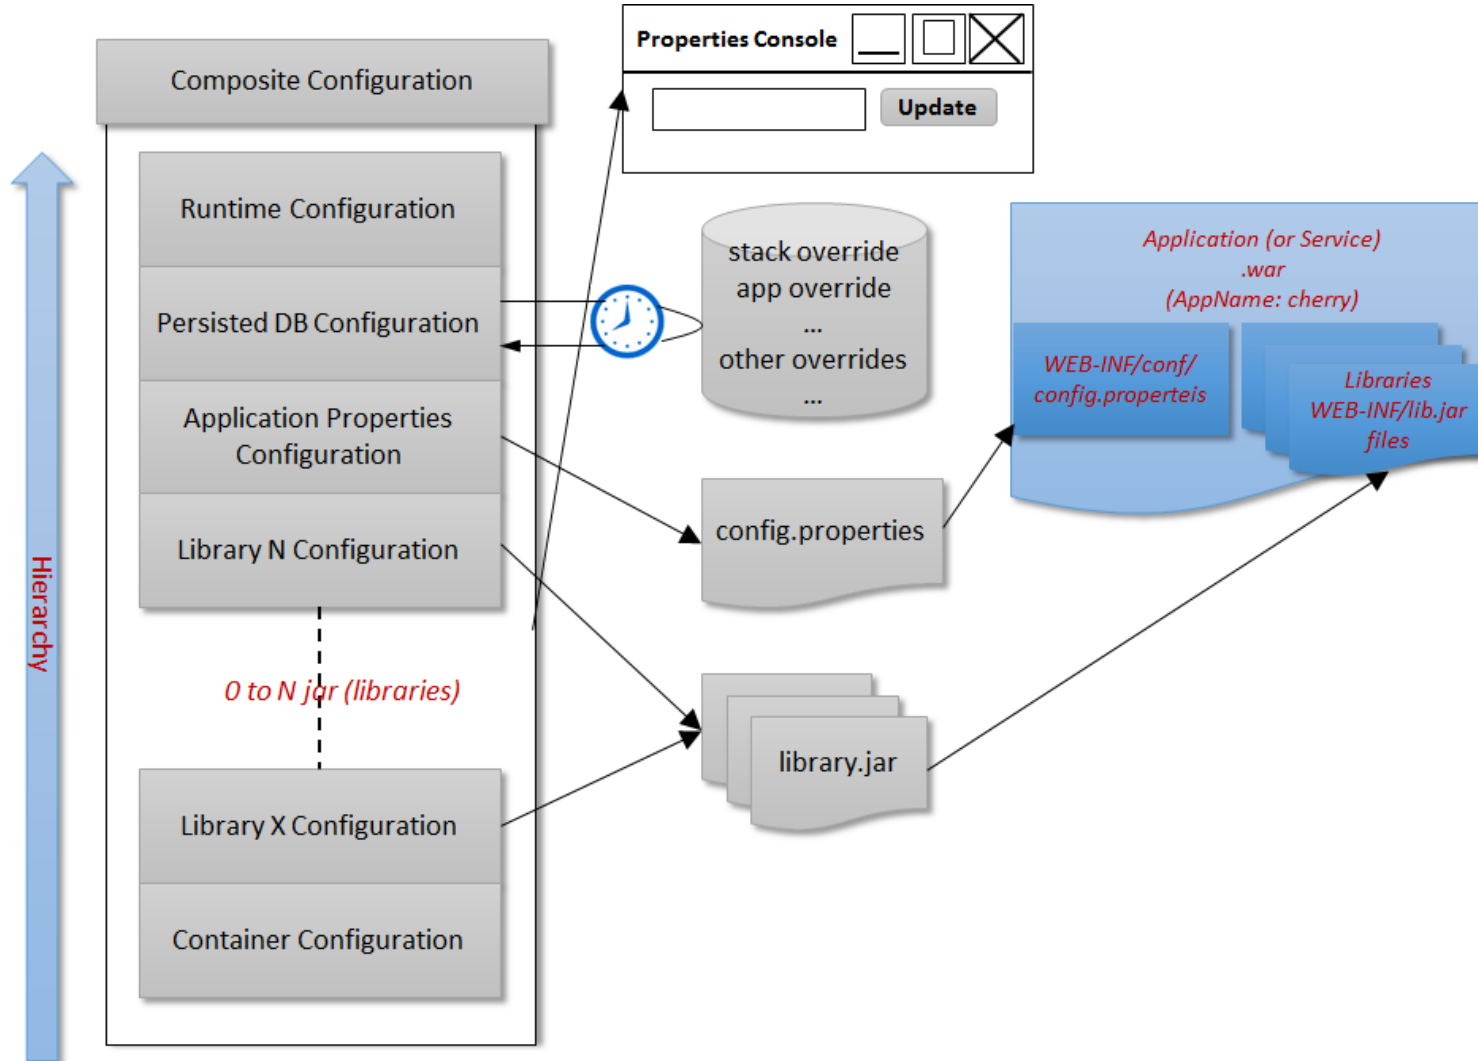 Properties Console
Update
Composite Configuration
Hierarchy
Runtime Configuration
Persisted DB Configuration
Application Properties
Configuration
Library N Configuration
0 to N jar (libraries)
Library X Configuration
Container Configuration
stack override
app override
...
other overrides
...
config.properties
library.jar
Application (or Service)
.war
(AppName: cherry)
WEB-INF/conf/
config.properteis
Libraries
WEB-INF/lib.jar
files